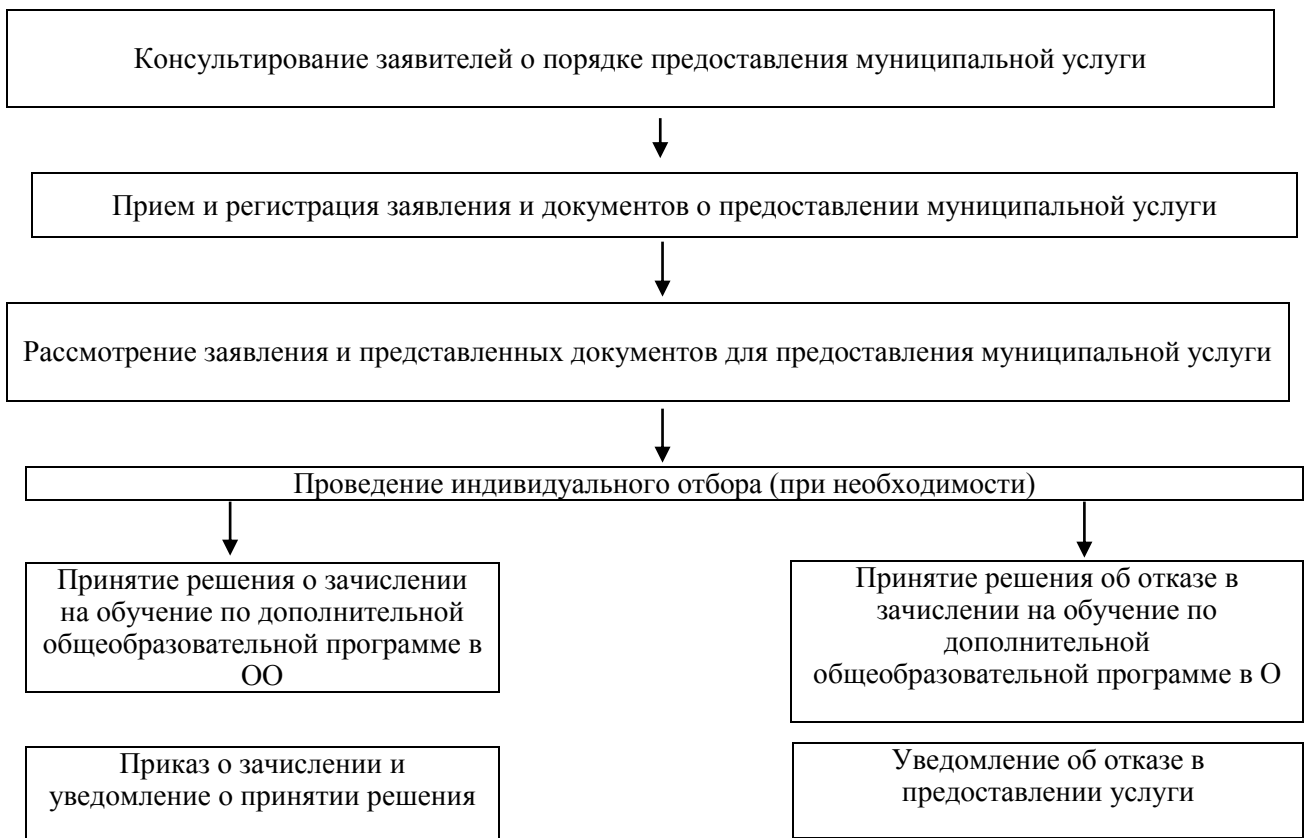 Консультирование заявителей о порядке предоставления муниципальной услуги
Прием и регистрация заявления и документов о предоставлении муниципальной услуги
Рассмотрение заявления и представленных документов для предоставления муниципальной услуги
Проведение индивидуального отбора (при необходимости)
Принятие решения о зачислении
на обучение по дополнительной
общеобразовательной программе в
ОО
Принятие решения об отказе в
зачислении на обучение по
дополнительной
общеобразовательной программе в О
Приказ о зачислении и
уведомление о принятии решения
Уведомление об отказе в
предоставлении услуги